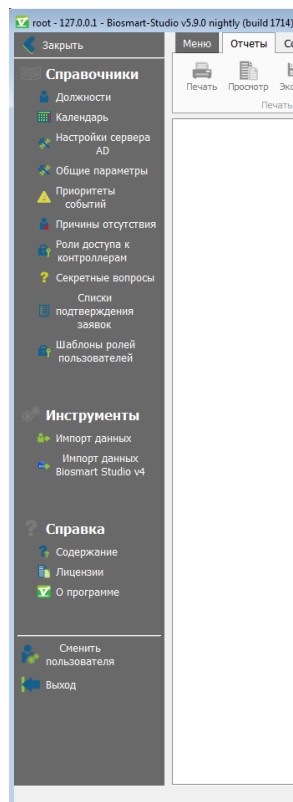 root - 127.0.0.1 - Biosmart-Studio v5.9.0 nightly (build 1714)
Закрыть
Меню Отчеты
Печать Просмотр
Справочники
Должности
Календарь
Настройки сервера
AD
Общие параметры
Приоритеты
событий
Причины отсутствия
Роли доступа к
контроллерам
Секретные вопросы
Списки
подтверждения
заявок
Шаблоны ролей
пользователей
Инструменты
Импорт данных
Импорт данных
Biosmart Studio v4
Справка
Содержание
Лицензии
О программе
Сменить
пользователя
Выход